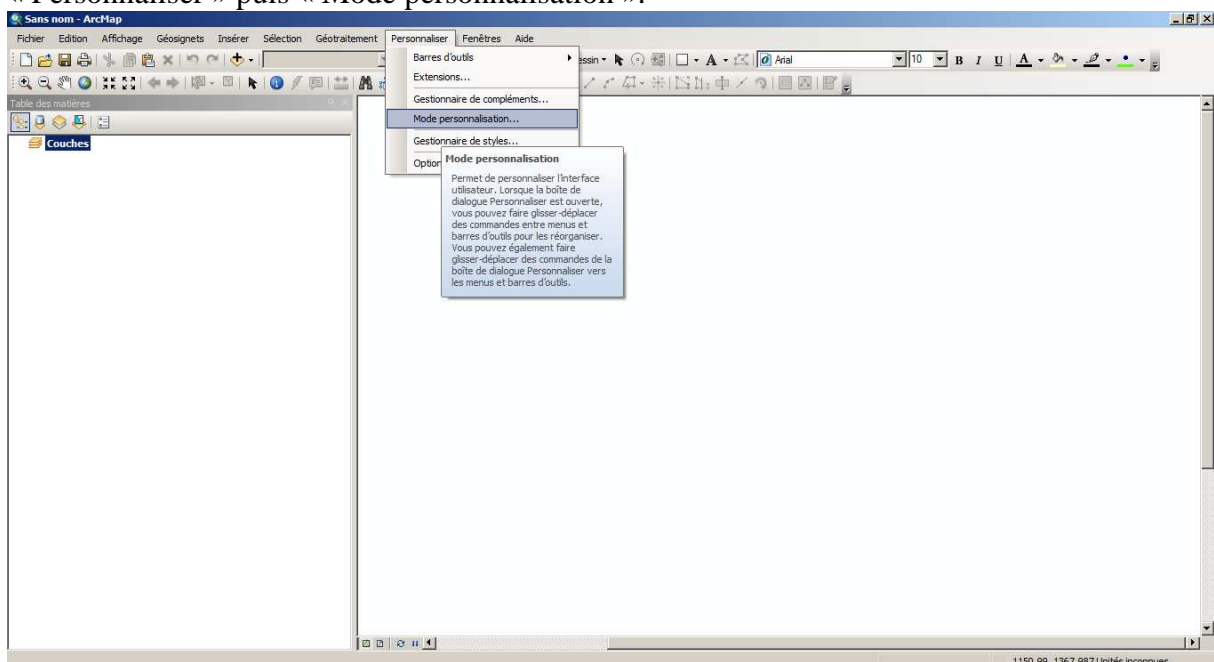 « Personnaliser » puis « Mode personnalisation ».
Sans nom - ArcMap
Fichier Edition Affichage Géosignets Insérer Sélection Géotraitement Personnaliser Fenêtres Aide
Barres d'outils
essin
Arial
10
B I U A
A
Extensions...
Table des matières
Gestionnaire de compléments...
Mode personnalisation...
Couches
Gestionnaire de styles...
Option
Mode personnalisation
Permet de personnaliser l'interface
utilisateur. Lorsque la boîte de
dialogue Personnaliser est ouverte,
vous pouvez faire glisser-déplacer
des commandes entre menus et
barres d'outils pour les réorganiser.
Vous pouvez également faire
glisser-déplacer des commandes de la
boîte de dialogue Personnaliser vers
les menus et barres d'outils.
1150,99 1367,987 Unités inconnues